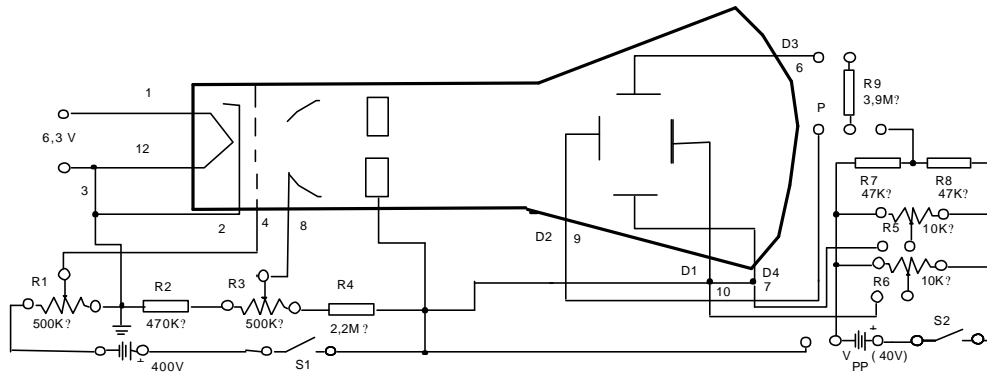 D3
6
1
R9
3,9M?
P
6,3 V
12
R7
47K?
R8
47K?
3
2
4
8
D2
9
R5
10K?
D1
10
D4
7
R6
10K?
R1
500K?
R2
470K?
R3
500K?
R4
2,2M ?
±
400V
S1
V
PP
+
( 40V)
S2